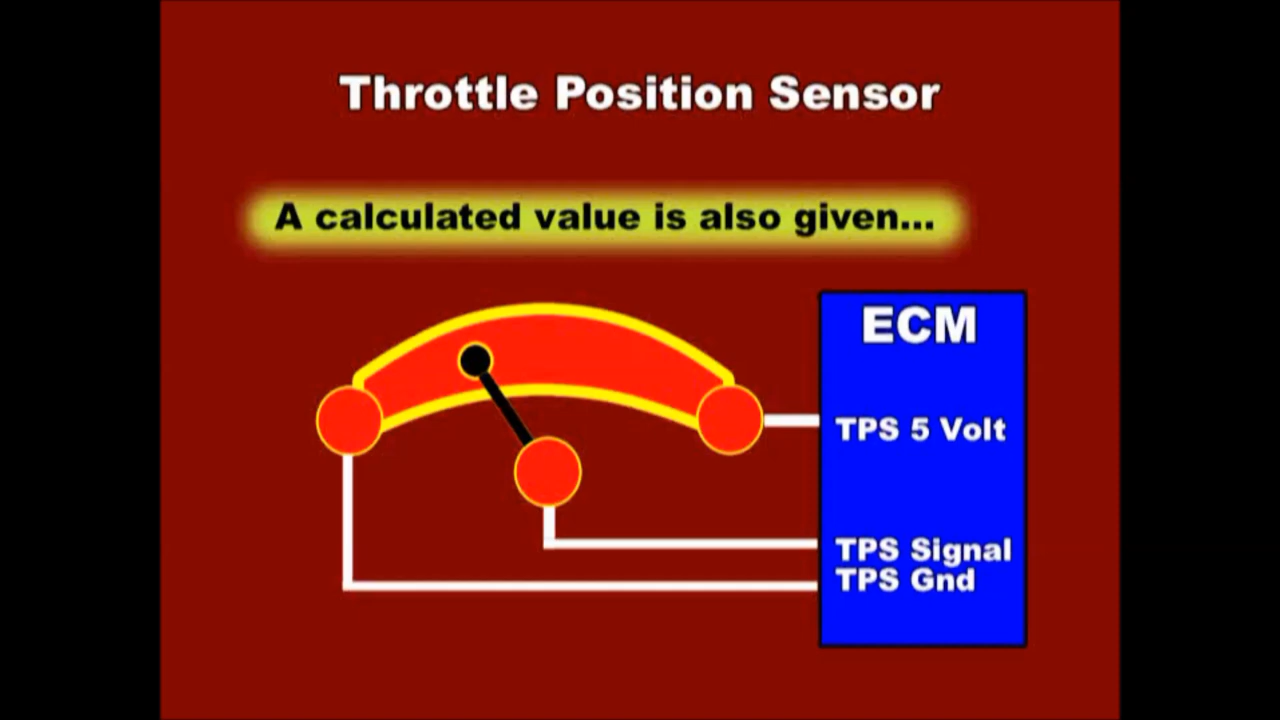 Throttle Position Sensor
A calculated value is also given...
ECM
TPS 5 Volt
TPS Signal
TPS Gnd